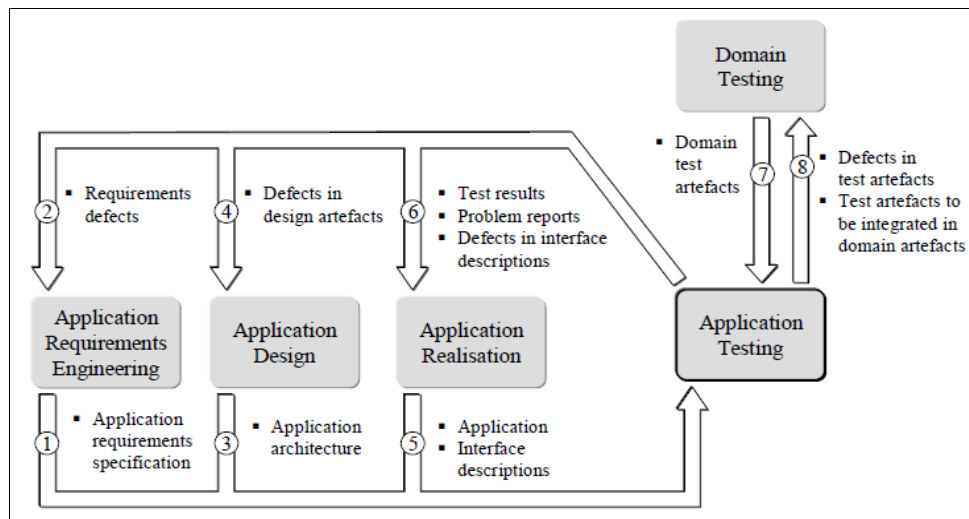 Domain
Testing
▪ Domain
test
artefacts
7
8
▪ Defects in
test artefacts
▪ Test artefacts to
be integrated in
domain artefacts
2
▪ Requirements
defects
4
▪ Defects in
design artefacts
6
▪ Test results
▪ Problem reports
▪ Defects in interface
descriptions
Application
Requirements
Engineering
Application
Design
Application
Realisation
Application
Testing
1
▪ Application
requirements
specification
3
▪ Application
architecture
5
▪ Application
▪ Interface
descriptions